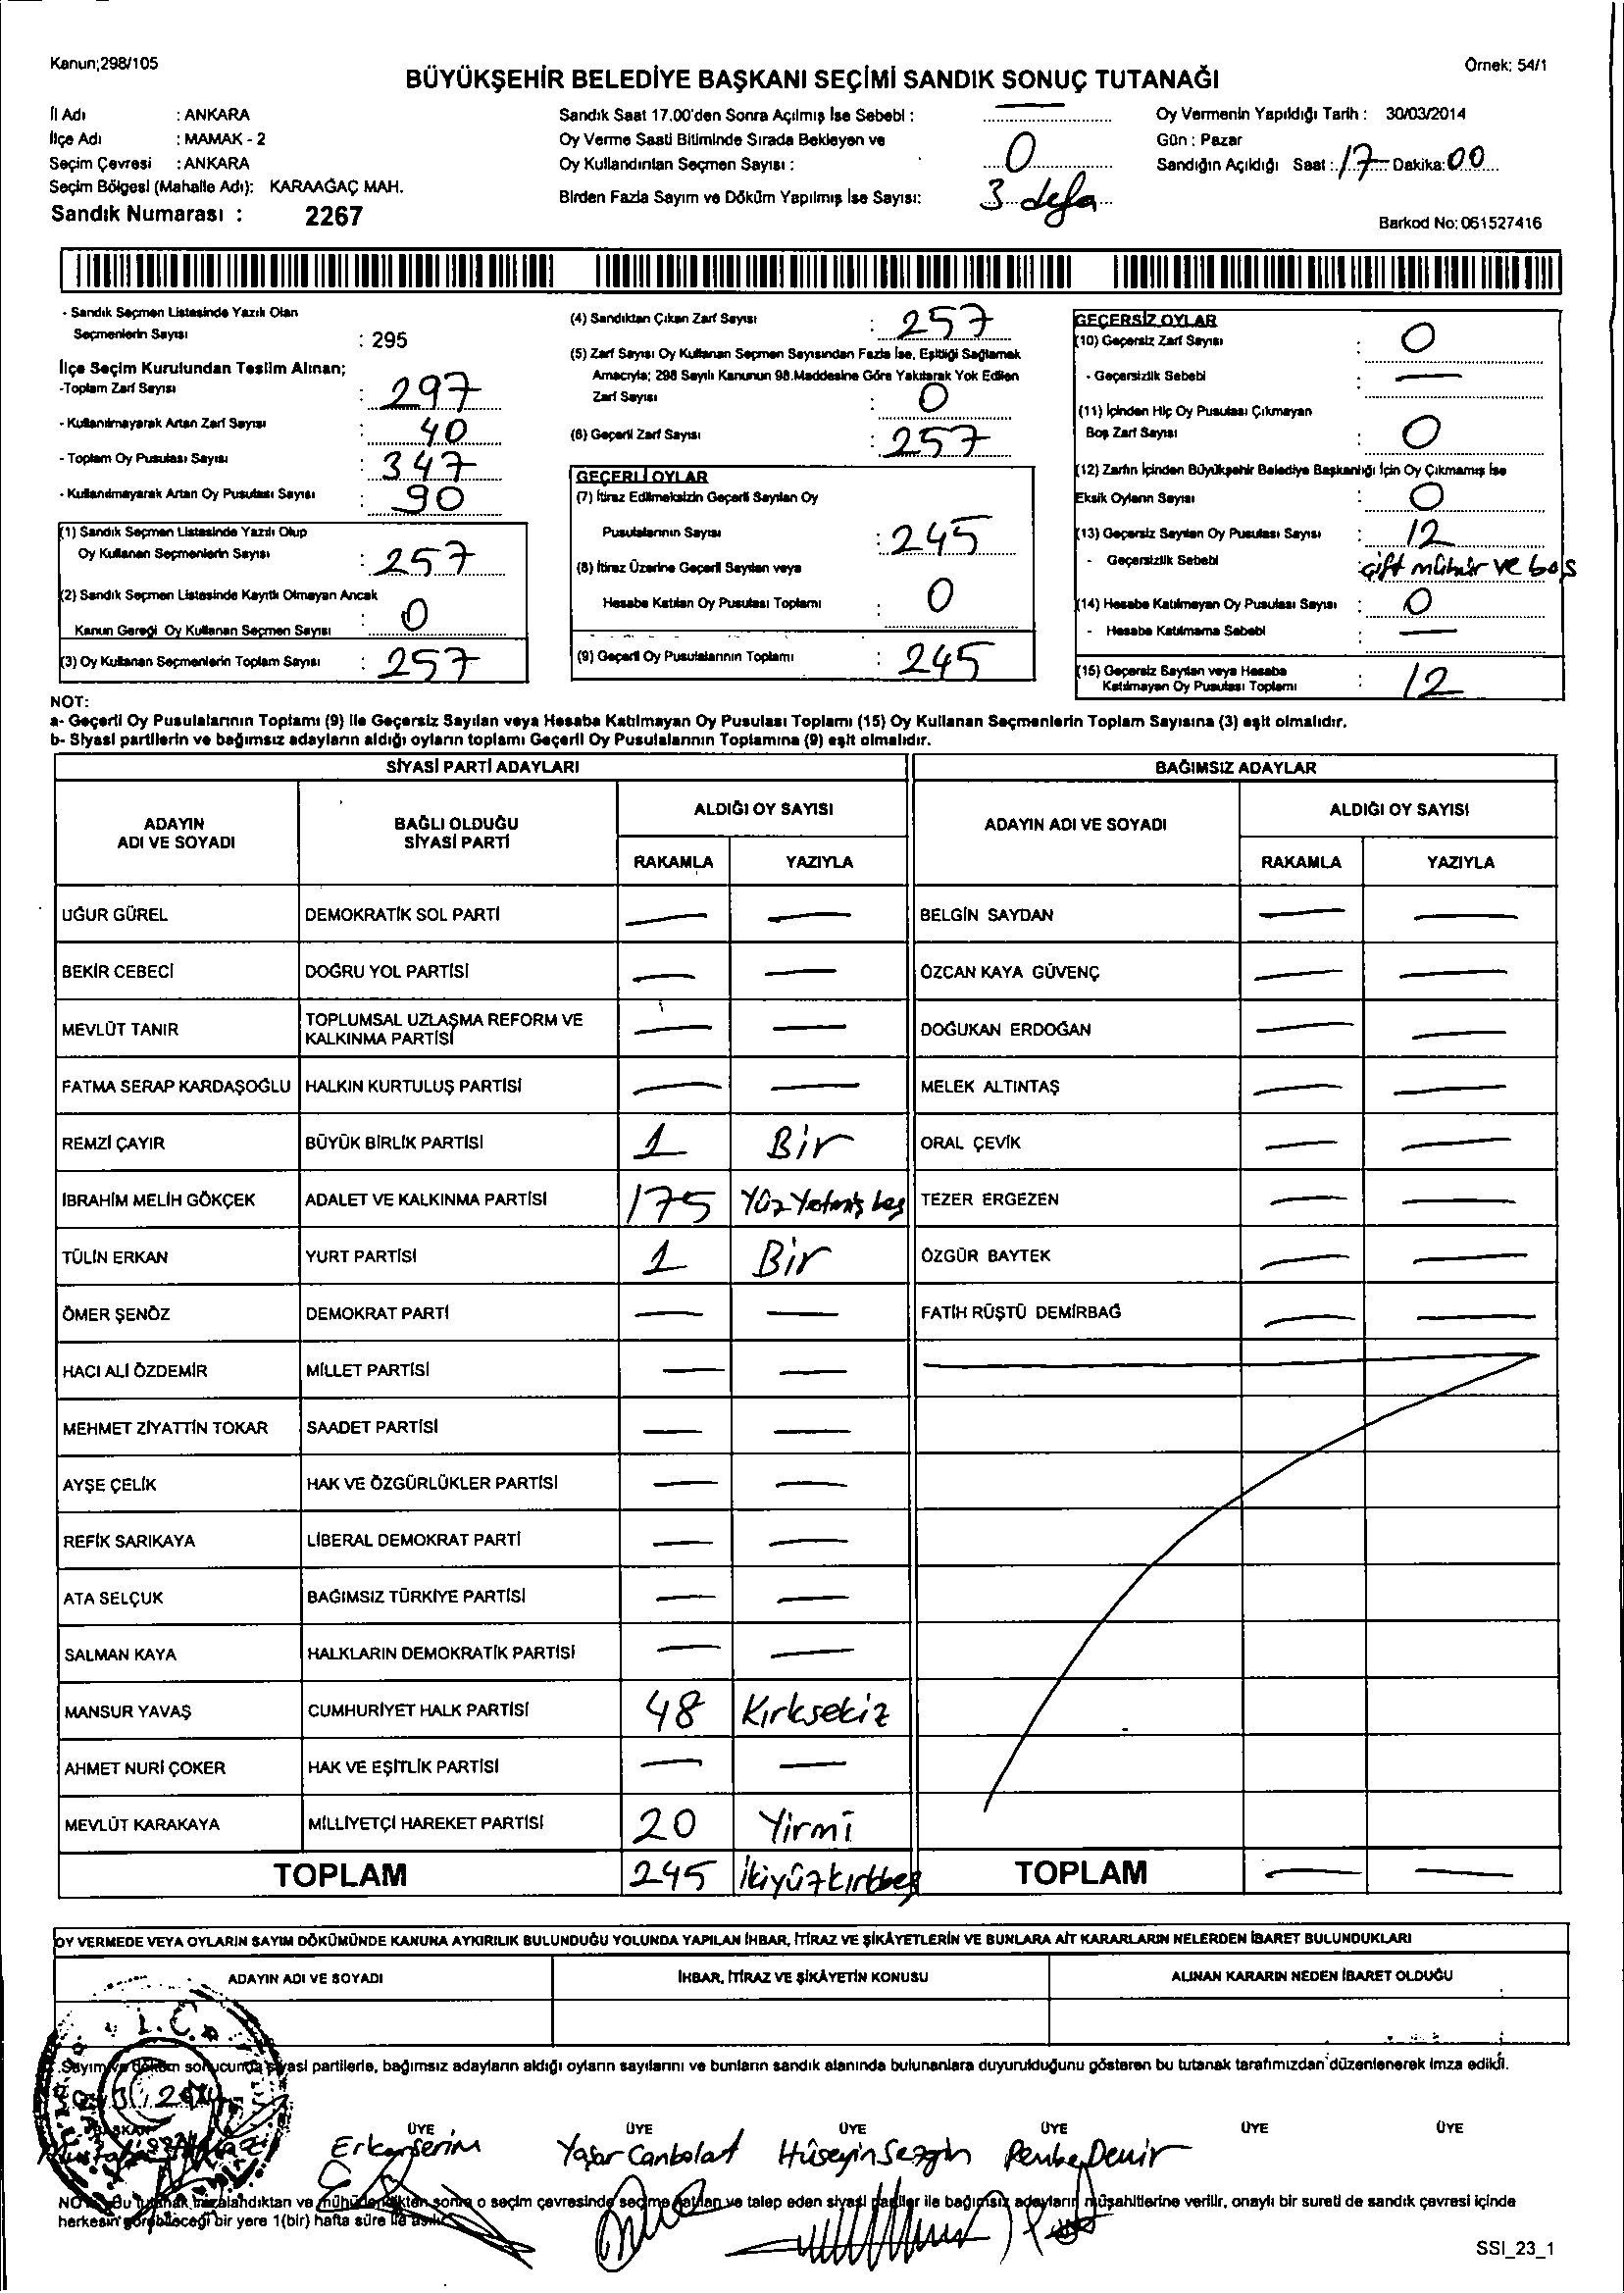 Kanun;298/105
Örnek: 54/1
BÜYÜKŞEHİR BELEDİYE BAŞKANI SEÇİMİ SANDIK SONUÇ TUTANAĞI
İl Adı : ANKARA
İlçe Adı : MAMAK - 2
Seçim Çevresi : ANKARA
Seçim Bölgesi (Mahalle Adı): KARAAĞAÇ MAH.
Sandık Numarası : 2267
Sandık Saat 17.00'den Sonra Açılmış İse Sebebi : —
Oy Verme Saati Bitiminde Sırada Bekleyen ve
Oy Kullandırılan Seçmen Sayısı : 0
Birden Fazla Sayım ve Döküm Yapılmış İse Sayısı: 3 defa
Oy Vermenin Yapıldığı Tarih : 30/03/2014
Gün : Pazar
Sandığın Açıldığı Saat : 17 Dakika: 00
Barkod No: 061527416
- Sandık Seçmen Listesinde Yazılı Olan
Seçmenlerin Sayısı : 295
İlçe Seçim Kurulundan Teslim Alınan;
-Toplam Zarf Sayısı : 297
- Kullanılmayarak Artan Zarf Sayısı : 40
- Toplam Oy Pusulası Sayısı : 347
- Kullanılmayarak Artan Oy Pusulası Sayısı : 90
(1) Sandık Seçmen Listesinde Yazılı Olup
Oy Kullanan Seçmenlerin Sayısı : 257
(2) Sandık Seçmen Listesinde Kayıtlı Olmayan Ancak
Kanun Gereği Oy Kullanan Seçmen Sayısı : 0
(3) Oy Kullanan Seçmenlerin Toplam Sayısı : 257
(4) Sandıktan Çıkan Zarf Sayısı : 257
(5) Zarf Sayısı Oy Kullanan Seçmen Sayısından Fazla İse, Eşitliği Sağlamak
Amacıyla; 298 Sayılı Kanunun 98.Maddesine Göre Yakılarak Yok Edilen
Zarf Sayısı : 0
(6) Geçerli Zarf Sayısı : 257
GEÇERLİ OYLAR
(7) İtiraz Edilmeksizin Geçerli Sayılan Oy
Pusulalarının Sayısı : 245
(8) İtiraz Üzerine Geçerli Sayılan veya
Hesaba Katılan Oy Pusulası Toplamı : 0
(9) Geçerli Oy Pusulalarının Toplamı : 245
GEÇERSİZ OYLAR
(10) Geçersiz Zarf Sayısı : 0
- Geçersizlik Sebebi : —
(11) İçinden Hiç Oy Pusulası Çıkmayan
Boş Zarf Sayısı : 0
(12) Zarfın İçinden Büyükşehir Belediye Başkanlığı İçin Oy Çıkmamış İse
Eksik Oyların Sayısı : 0
(13) Geçersiz Sayılan Oy Pusulası Sayısı : 12
- Geçersizlik Sebebi : çift mühür ve boş
(14) Hesaba Katılmayan Oy Pusulası Sayısı : 0
- Hesaba Katılmama Sebebi : —
(15) Geçersiz Sayılan veya Hesaba
Katılmayan Oy Pusulası Toplamı : 12
NOT:
a- Geçerli Oy Pusulalarının Toplamı (9) ile Geçersiz Sayılan veya Hesaba Katılmayan Oy Pusulası Toplamı (15) Oy Kullanan Seçmenlerin Toplam Sayısına (3) eşit olmalıdır.
b- Siyasi partilerin ve bağımsız adayların aldığı oyların toplamı Geçerli Oy Pusulalarının Toplamına (9) eşit olmalıdır.
SİYASİ PARTİ ADAYLARI BAĞIMSIZ ADAYLAR
ADAYIN ADI VE SOYADI
BAĞLI OLDUĞU SİYASİ PARTİ
ALDIĞI OY SAYISI
RAKAMLA YAZIYLA
ADAYIN ADI VE SOYADI
ALDIĞI OY SAYISI
RAKAMLA YAZIYLA
UĞUR GÜREL DEMOKRATİK SOL PARTİ — — BELGİN SAYDAN — —
BEKİR CEBECİ DOĞRU YOL PARTİSİ — — ÖZCAN KAYA GÜVENÇ — —
MEVLÜT TANIR TOPLUMSAL UZLAŞMA REFORM VE KALKINMA PARTİSİ — — DOĞUKAN ERDOĞAN — —
FATMA SERAP KARDAŞOĞLU HALKIN KURTULUŞ PARTİSİ — — MELEK ALTINTAŞ — —
REMZİ ÇAYIR BÜYÜK BİRLİK PARTİSİ 1 Bir ORAL ÇEVİK — —
İBRAHİM MELİH GÖKÇEK ADALET VE KALKINMA PARTİSİ 175 Yüz Yetmiş beş TEZER ERGEZEN — —
TÜLİN ERKAN YURT PARTİSİ 1 Bir ÖZGÜR BAYTEK — —
ÖMER ŞENÖZ DEMOKRAT PARTİ — — FATİH RÜŞTÜ DEMİRBAĞ — —
HACI ALİ ÖZDEMİR MİLLET PARTİSİ — —
MEHMET ZİYATTİN TOKAR SAADET PARTİSİ — —
AYŞE ÇELİK HAK VE ÖZGÜRLÜKLER PARTİSİ — —
REFİK SARIKAYA LİBERAL DEMOKRAT PARTİ — —
ATA SELÇUK BAĞIMSIZ TÜRKİYE PARTİSİ — —
SALMAN KAYA HALKLARIN DEMOKRATİK PARTİSİ — —
MANSUR YAVAŞ CUMHURİYET HALK PARTİSİ 48 Kırksekiz
AHMET NURİ ÇOKER HAK VE EŞİTLİK PARTİSİ — —
MEVLÜT KARAKAYA MİLLİYETÇİ HAREKET PARTİSİ 20 Yirmi
TOPLAM 245 İkiyüzkırkbeş TOPLAM — —
OY VERMEDE VEYA OYLARIN SAYIM DÖKÜMÜNDE KANUNA AYKIRILIK BULUNDUĞU YOLUNDA YAPILAN İHBAR, İTİRAZ VE ŞİKÂYETLERİN VE BUNLARA AİT KARARLARIN NELERDEN İBARET BULUNDUKLARI
ADAYIN ADI VE SOYADI İHBAR, İTİRAZ VE ŞİKÂYETİN KONUSU ALINAN KARARIN NEDEN İBARET OLDUĞU
T.C.
Sayım ve döküm sonucunda siyasi partilerle, bağımsız adayların aldığı oyların sayılarını ve bunların sandık alanında bulunanlara duyurulduğunu gösteren bu tutanak tarafımızdan düzenlenerek imza edildi.
BAŞKAN ÜYE ÜYE ÜYE ÜYE ÜYE ÜYE
Erkan Serim Yaşar Canbolat Hüseyin Sezgin Pembe Demir
NOT: Bu tutanak imzalandıktan ve mühürlendikten sonra o seçim çevresinde seçime katılan ve talep eden siyasi partiler ile bağımsız adayların müşahitlerine verilir, onaylı bir sureti de sandık çevresi içinde
herkesin görebileceği bir yere 1(bir) hafta süre ile asılır.
SSI_23_1